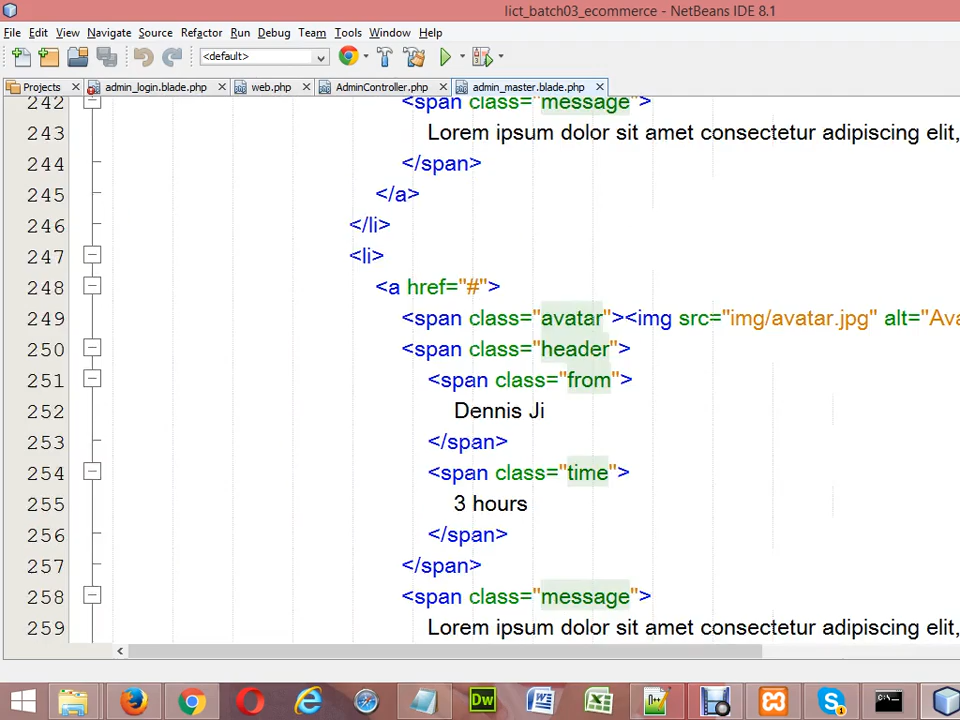 lict_batch03_ecommerce - NetBeans IDE 8.1
File Edit View Navigate Source Refactor Run Debug Team Tools Window Help
<default>
Projects admin_login.blade.php web.php AdminController.php admin_master.blade.php
242 <span class="message">
243 Lorem ipsum dolor sit amet consectetur adipiscing elit,
244 </span>
245 </a>
246 </li>
247 <li>
248 <a href="#">
249 <span class="avatar"><img src="img/avatar.jpg" alt="Ava
250 <span class="header">
251 <span class="from">
252 Dennis Ji
253 </span>
254 <span class="time">
255 3 hours
256 </span>
257 </span>
258 <span class="message">
259 Lorem ipsum dolor sit amet consectetur adipiscing elit,
Dw